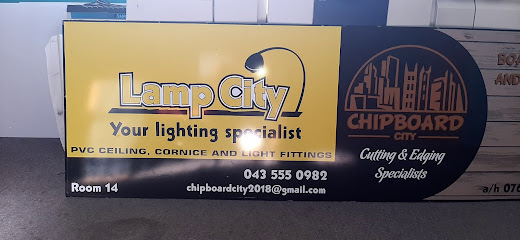 Lamp City
Your lighting specialist
PVC CEILING, CORNICE AND LIGHT FITTINGS
043 555 0982
Room 14
chipboardcity2018@gmail.com
CHIPBOARD
CITY
Cutting & Edging
Specialists
AND
a/h